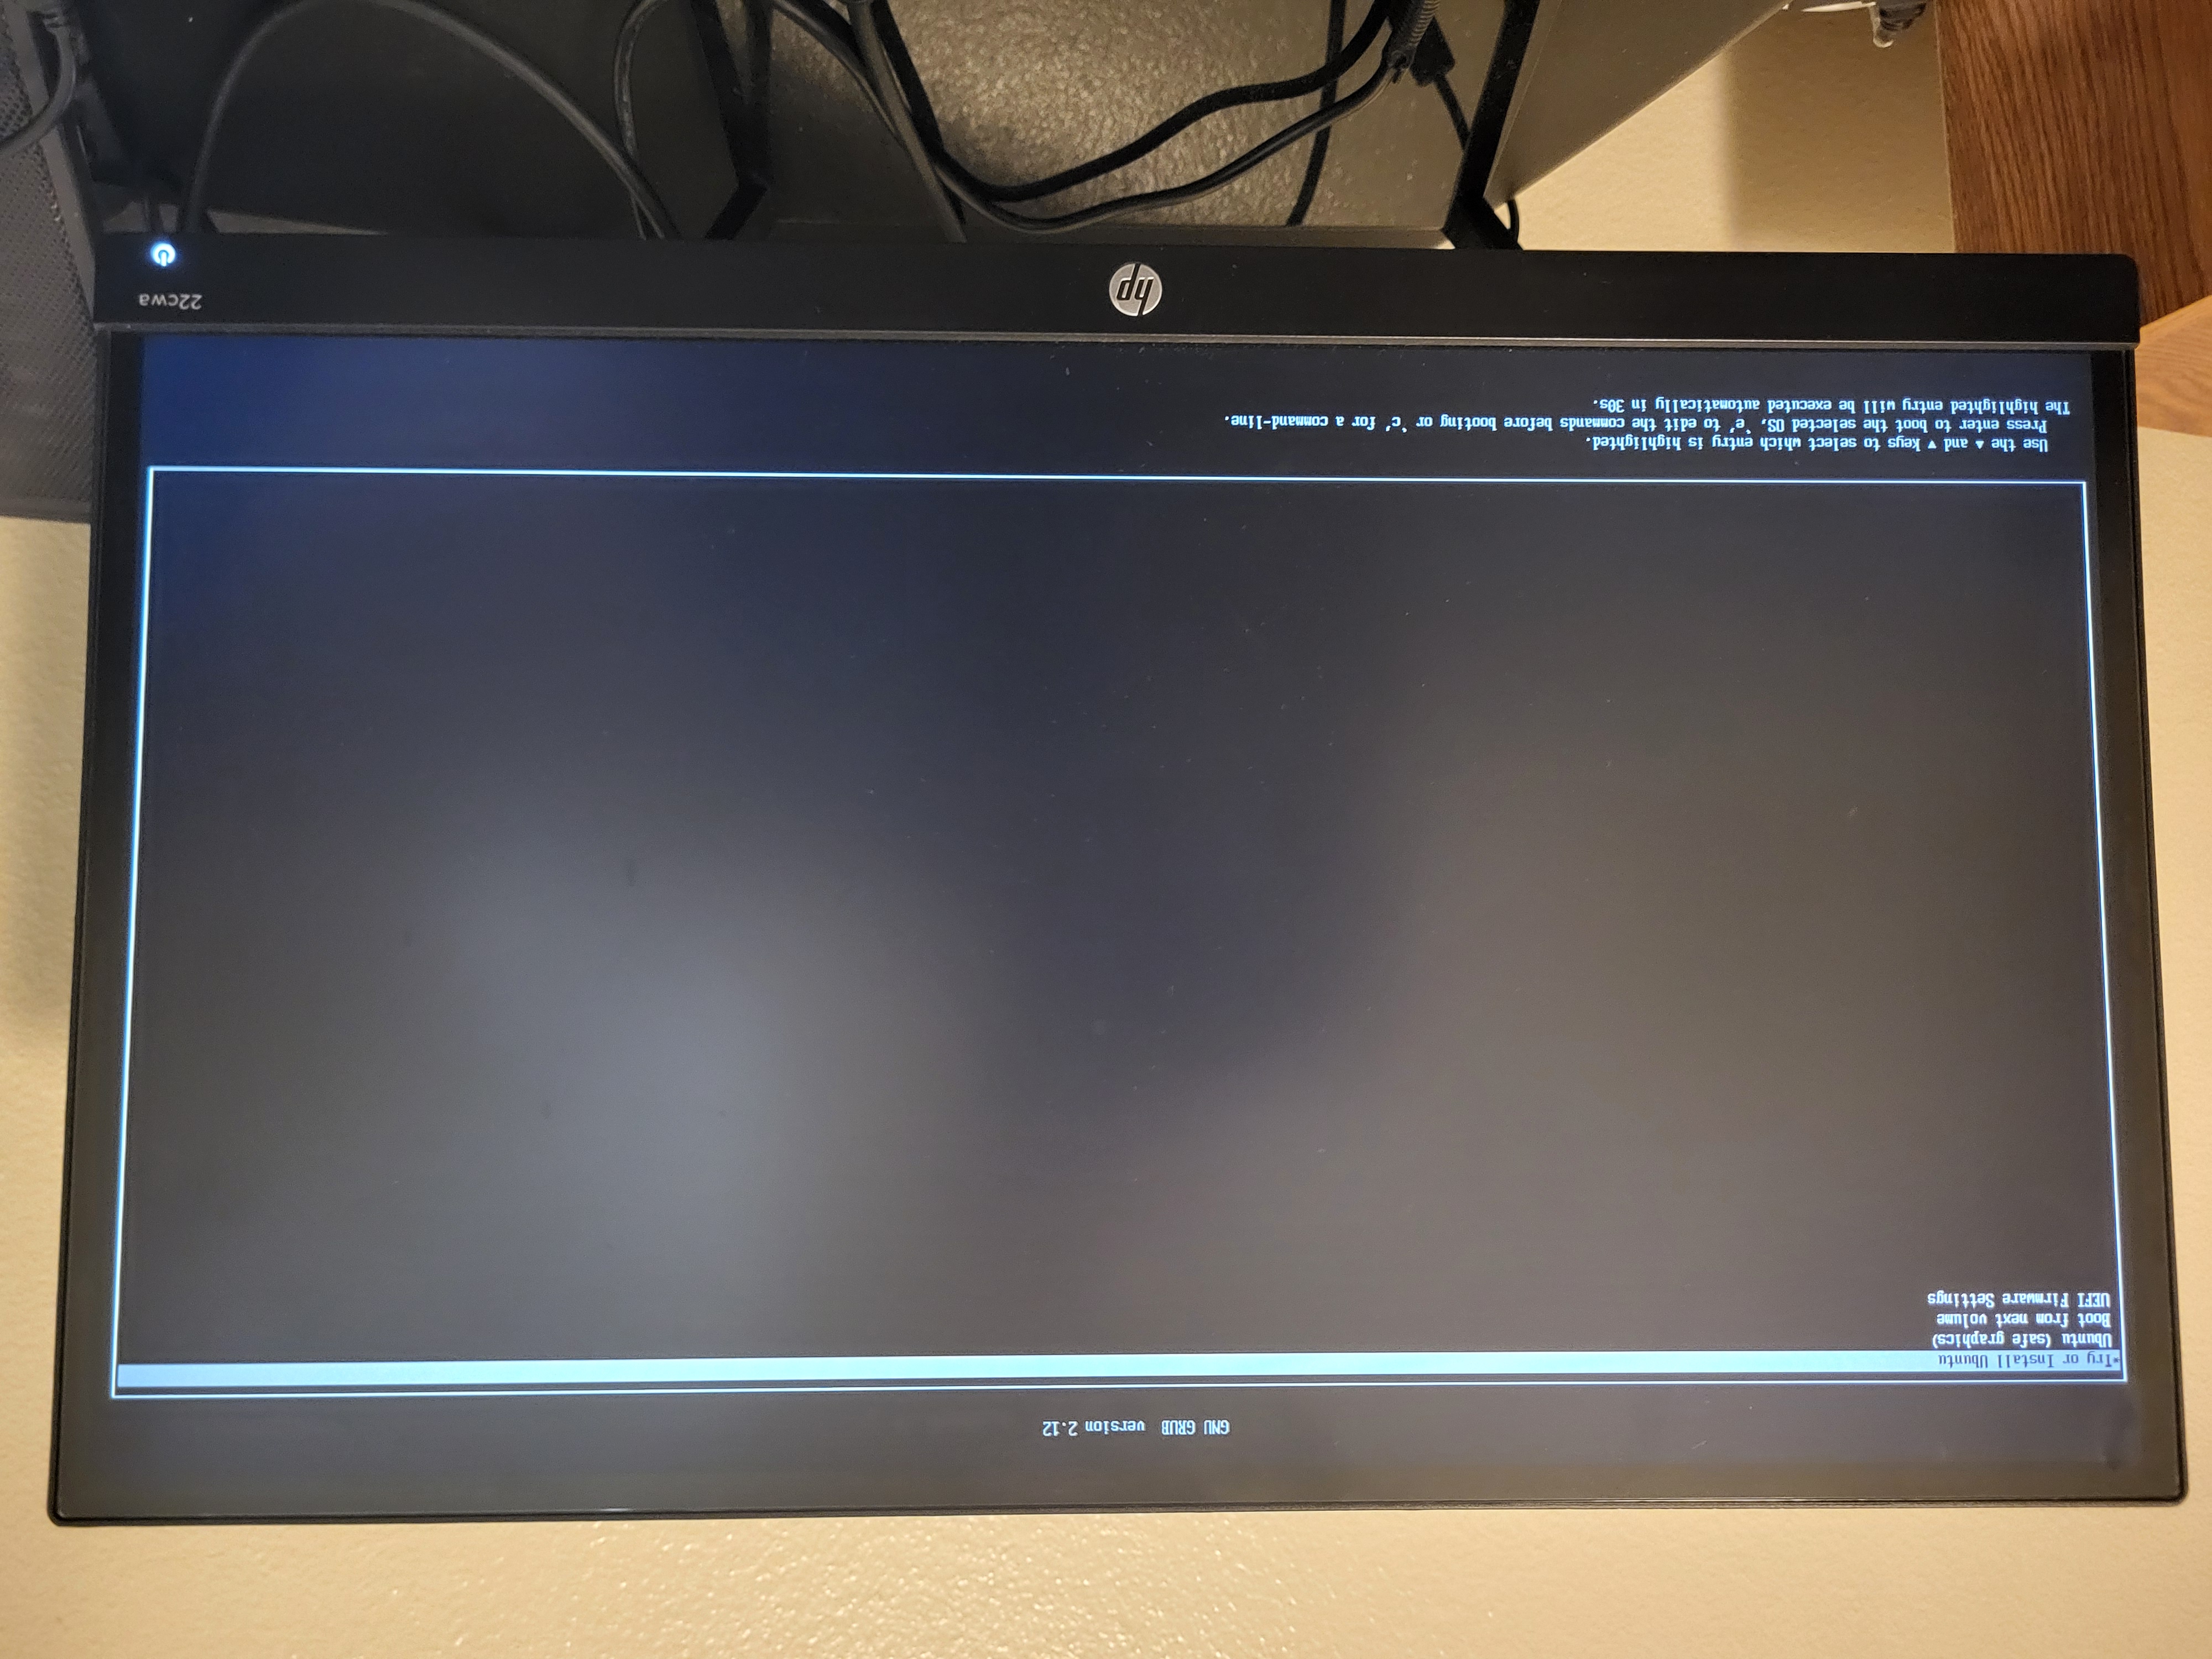 GNU GRUB  version 2.12
*Try or Install Ubuntu
Ubuntu (safe graphics)
Boot from next volume
UEFI Firmware Settings
Use the ▲ and ▼ keys to select which entry is highlighted.
Press enter to boot the selected OS, `e' to edit the commands before booting or `c' for a command-line.
The highlighted entry will be executed automatically in 30s.
hp
22cwa